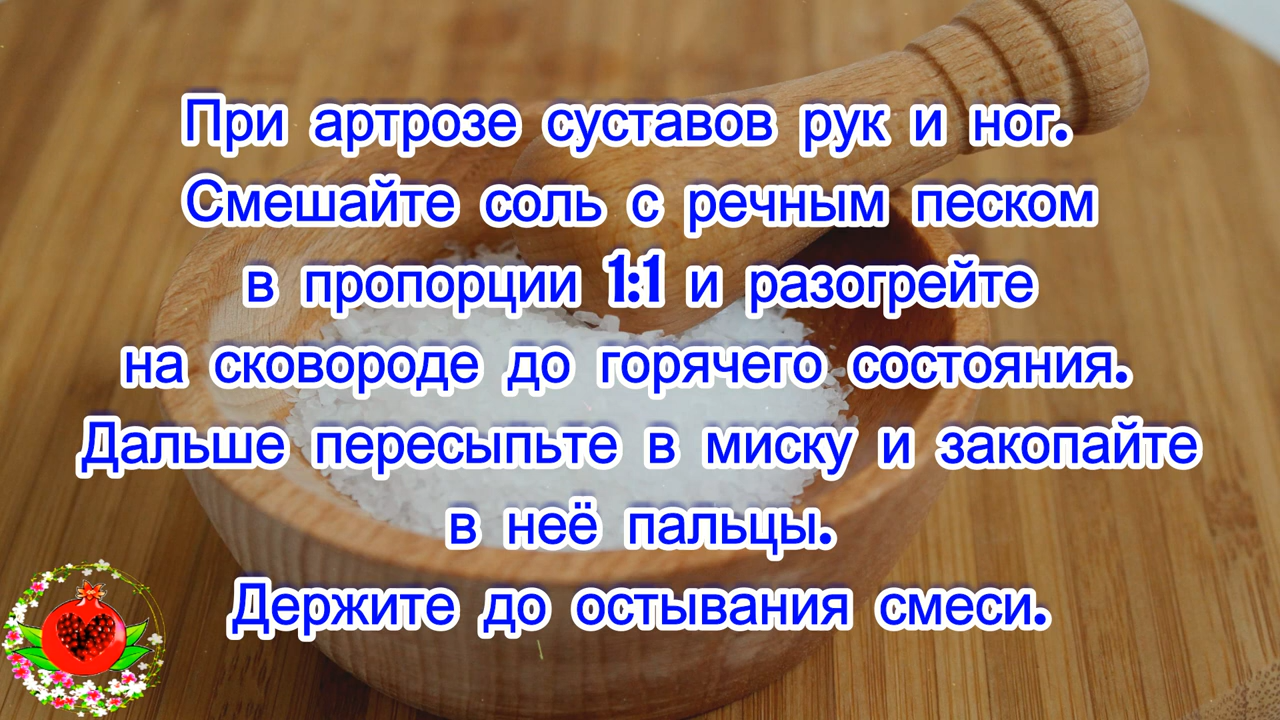 При артрозе суставов рук и ног.
Смешайте соль с речным песком
в пропорции 1:1 и разогрейте
на сковороде до горячего состояния.
Дальше пересыпьте в миску и закопайте
в неё пальцы.
Держите до остывания смеси.